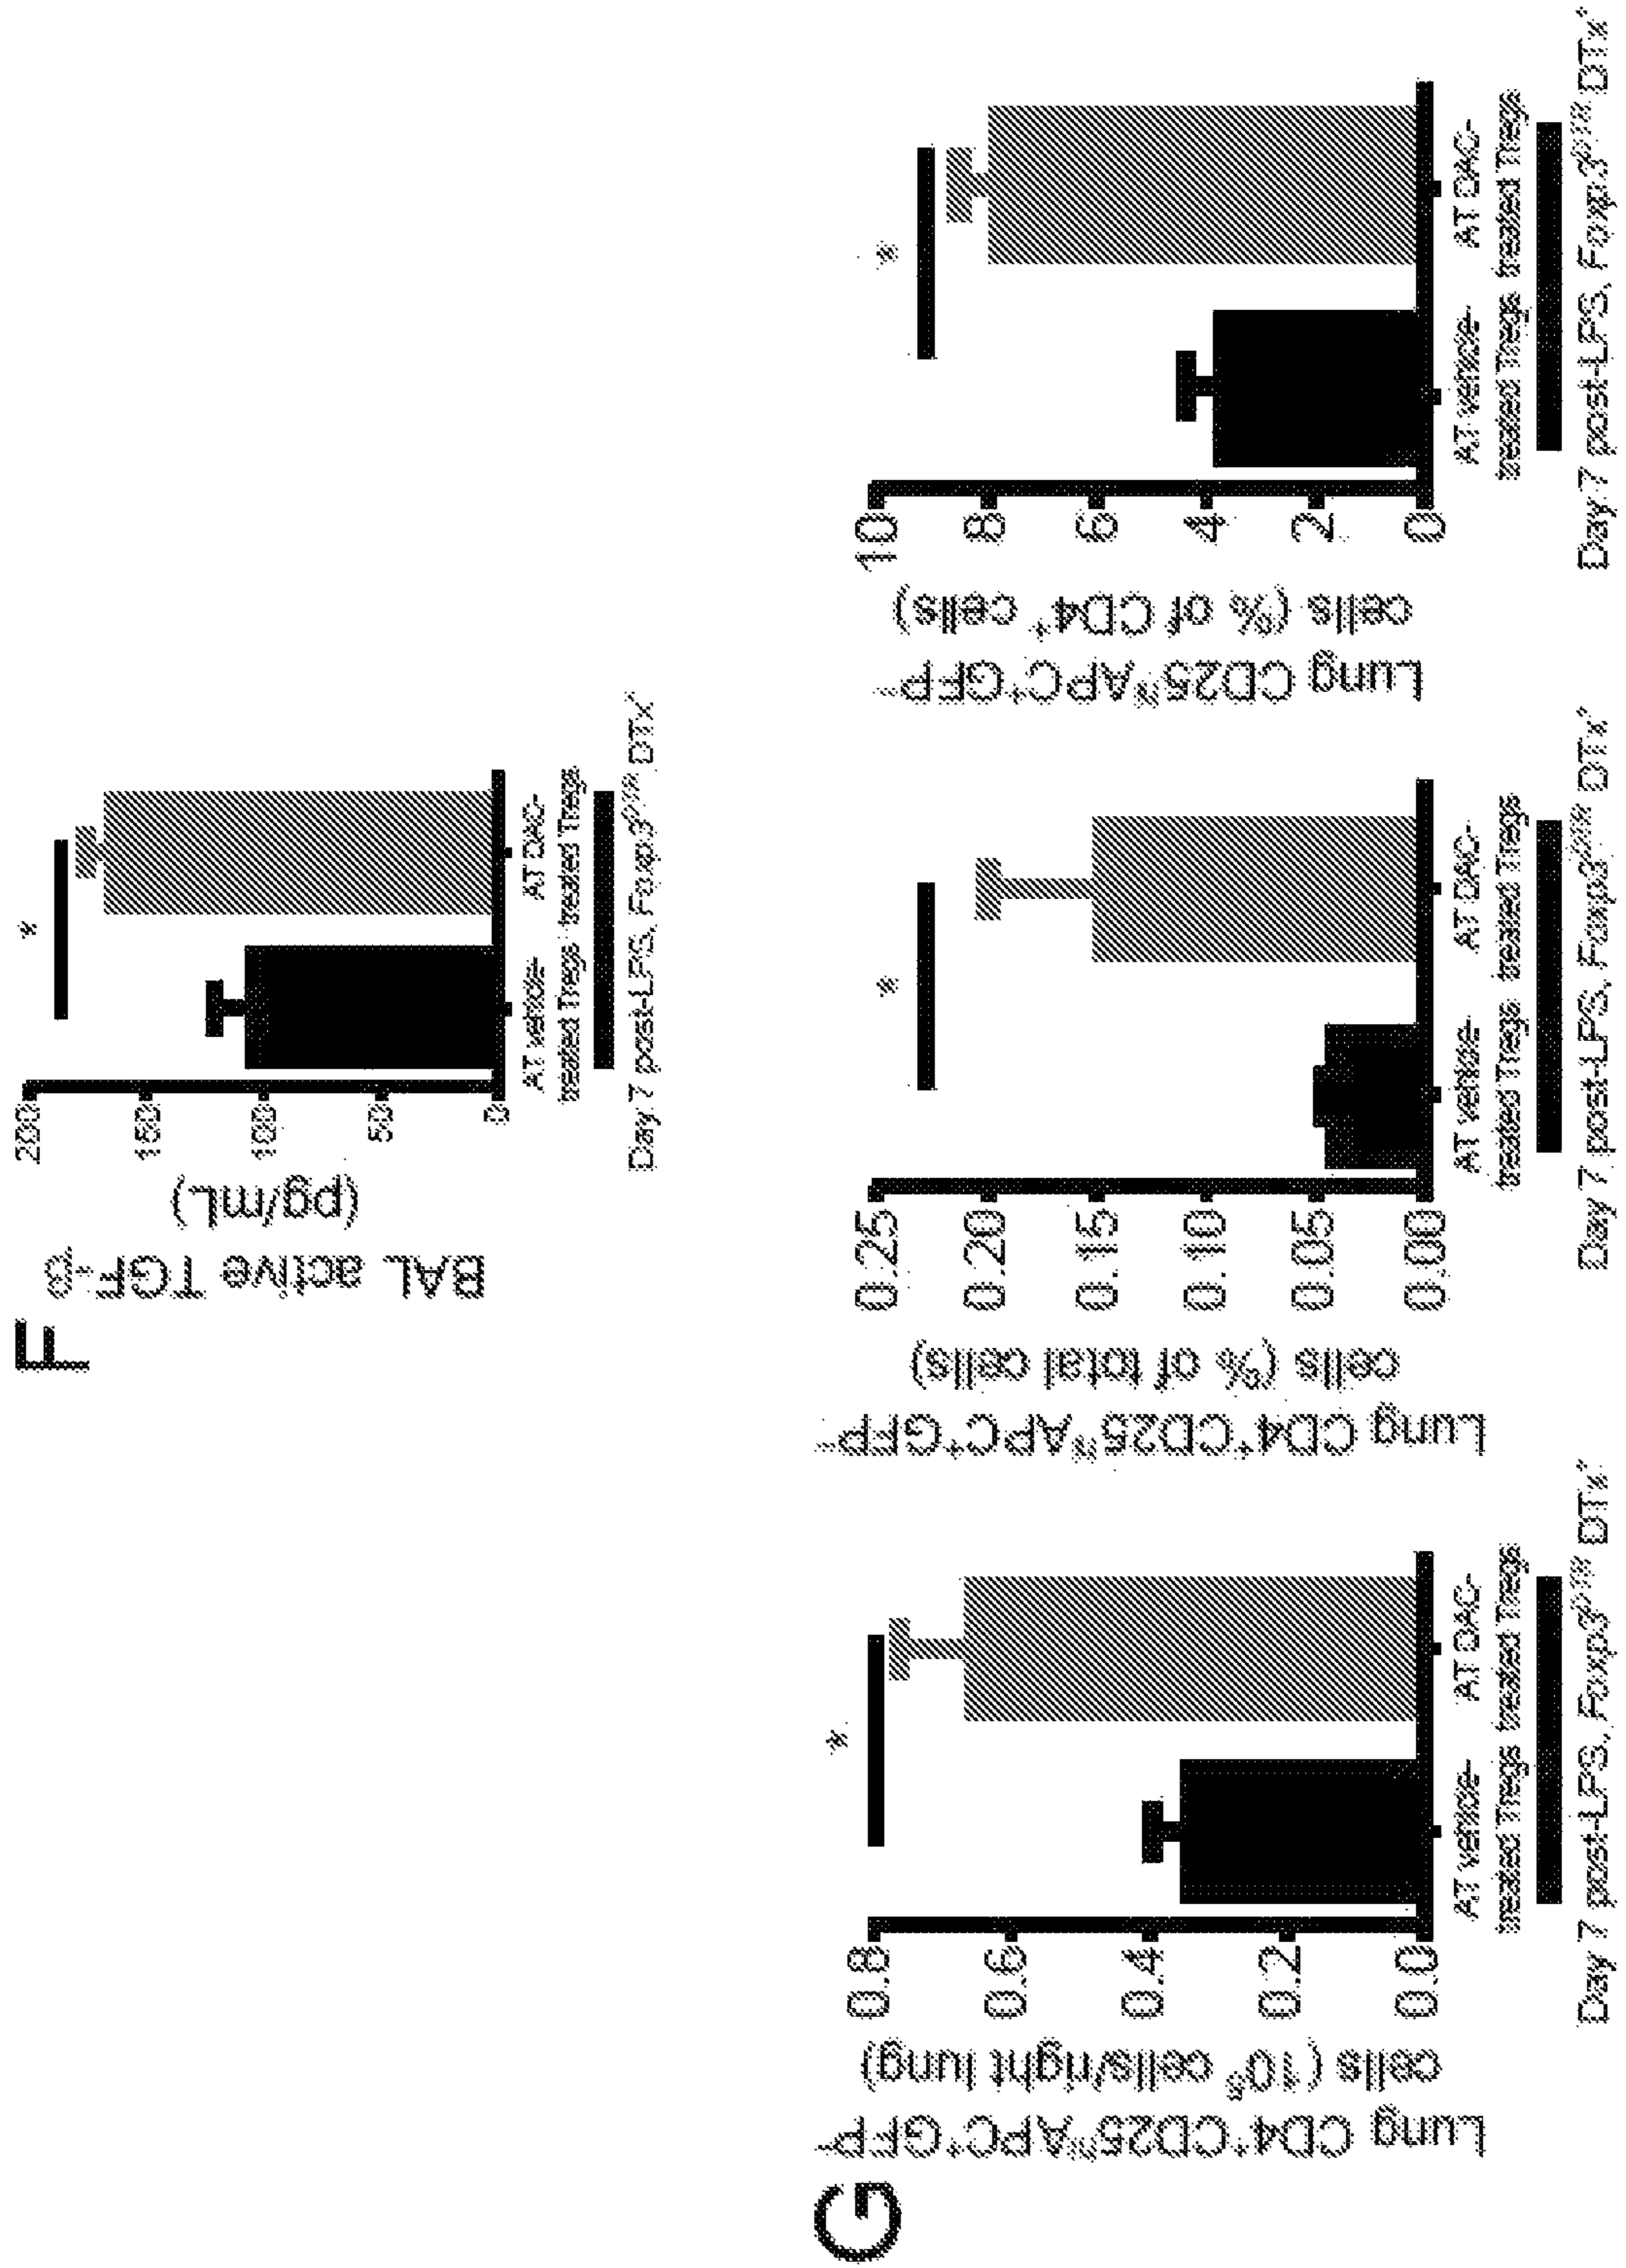 F
BAL active TGF-β
(pg/mL)
200
150
100
50
0
*
AT vehicle- AT DAC-
treated Tregs treated Tregs
Day 7 post-LPS, Foxp3ᴰᵀᴿ DTx⁺
G
Lung CD4⁺CD25ʰⁱAPC⁺GFP⁻
cells (10⁵ cells/right lung)
0.8
0.6
0.4
0.2
0.0
*
AT vehicle- AT DAC-
treated Tregs treated Tregs
Day 7 post-LPS, Foxp3ᴰᵀᴿ DTx⁺
Lung CD4⁺CD25ʰⁱAPC⁺GFP⁻
cells (% of total cells)
0.25
0.20
0.15
0.10
0.05
0.00
*
AT vehicle- AT DAC-
treated Tregs treated Tregs
Day 7 post-LPS, Foxp3ᴰᵀᴿ DTx⁺
Lung CD25ʰⁱAPC⁺GFP⁻
cells (% of CD4⁺ cells)
10
8
6
4
2
0
*
AT vehicle- AT DAC-
treated Tregs treated Tregs
Day 7 post-LPS, Foxp3ᴰᵀᴿ DTx⁺